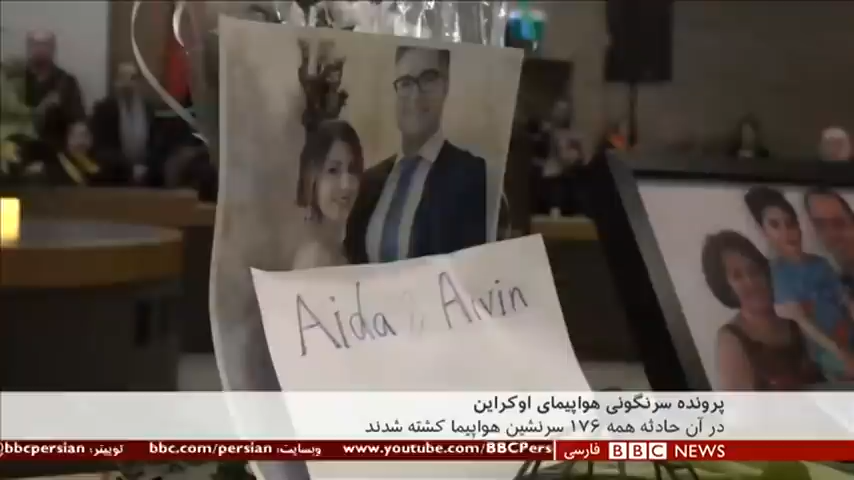 Aida & Arvin
پرونده سرنگونی هواپیمای اوکراین
در آن حادثه همه ۱۷۶ سرنشین هواپیما کشته شدند
bbcpersian توییتر: bbc.com/persian وبسایت: www.youtube.com/BBCPers
فارسی BBC NEWS